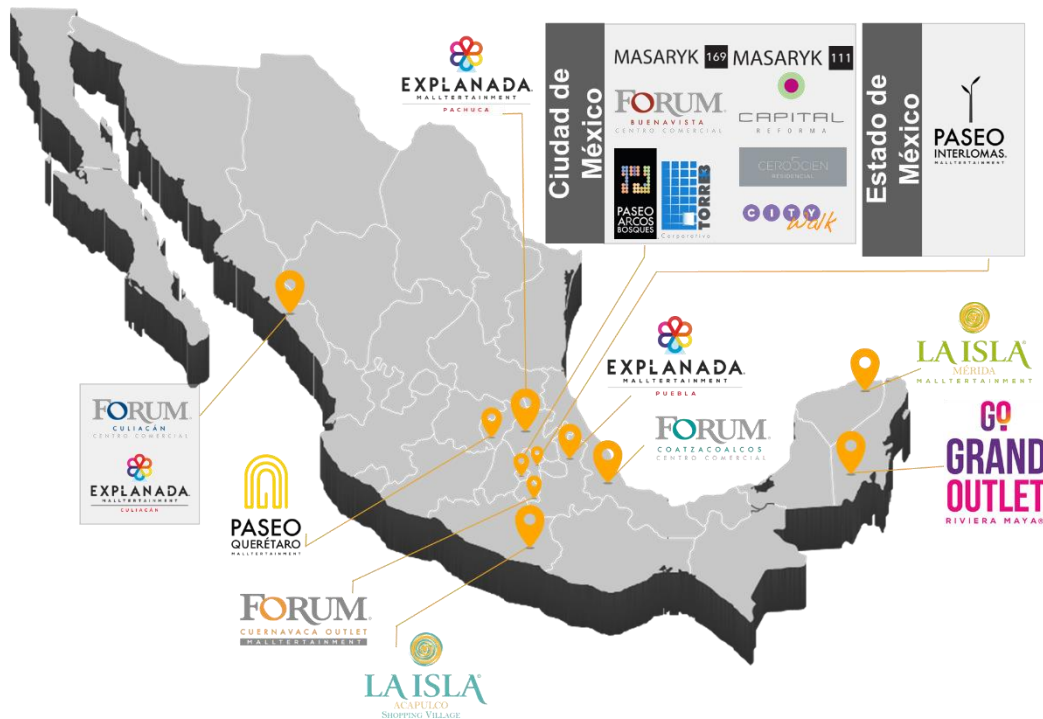 EXPLANADA
MALLTERTAINMENT
PACHUCA
Ciudad de
México
MASARYK 169
MASARYK 111
FORUM
BUENAVISTA
CENTRO COMERCIAL
CAPITAL
REFORMA
PASEO
ARCOS
BOSQUES
TORRE
Corporativo
CERO5CIEN
RESIDENCIAL
CITY
Walk
Estado de
México
PASEO
INTERLOMAS
MALLTERTAINMENT
EXPLANADA
MALLTERTAINMENT
PUEBLA
LA ISLA
MÉRIDA
MALLTERTAINMENT
FORUM
CULIACÁN
CENTRO COMERCIAL
EXPLANADA
MALLTERTAINMENT
CULIACÁN
FORUM
COATZACOALCOS
CENTRO COMERCIAL
GO
GRAND
OUTLET
RIVIERA MAYA®
PASEO
QUERÉTARO
MALLTERTAINMENT
FORUM
CUERNAVACA OUTLET
MALLTERTAINMENT
LA ISLA
ACAPULCO
SHOPPING VILLAGE